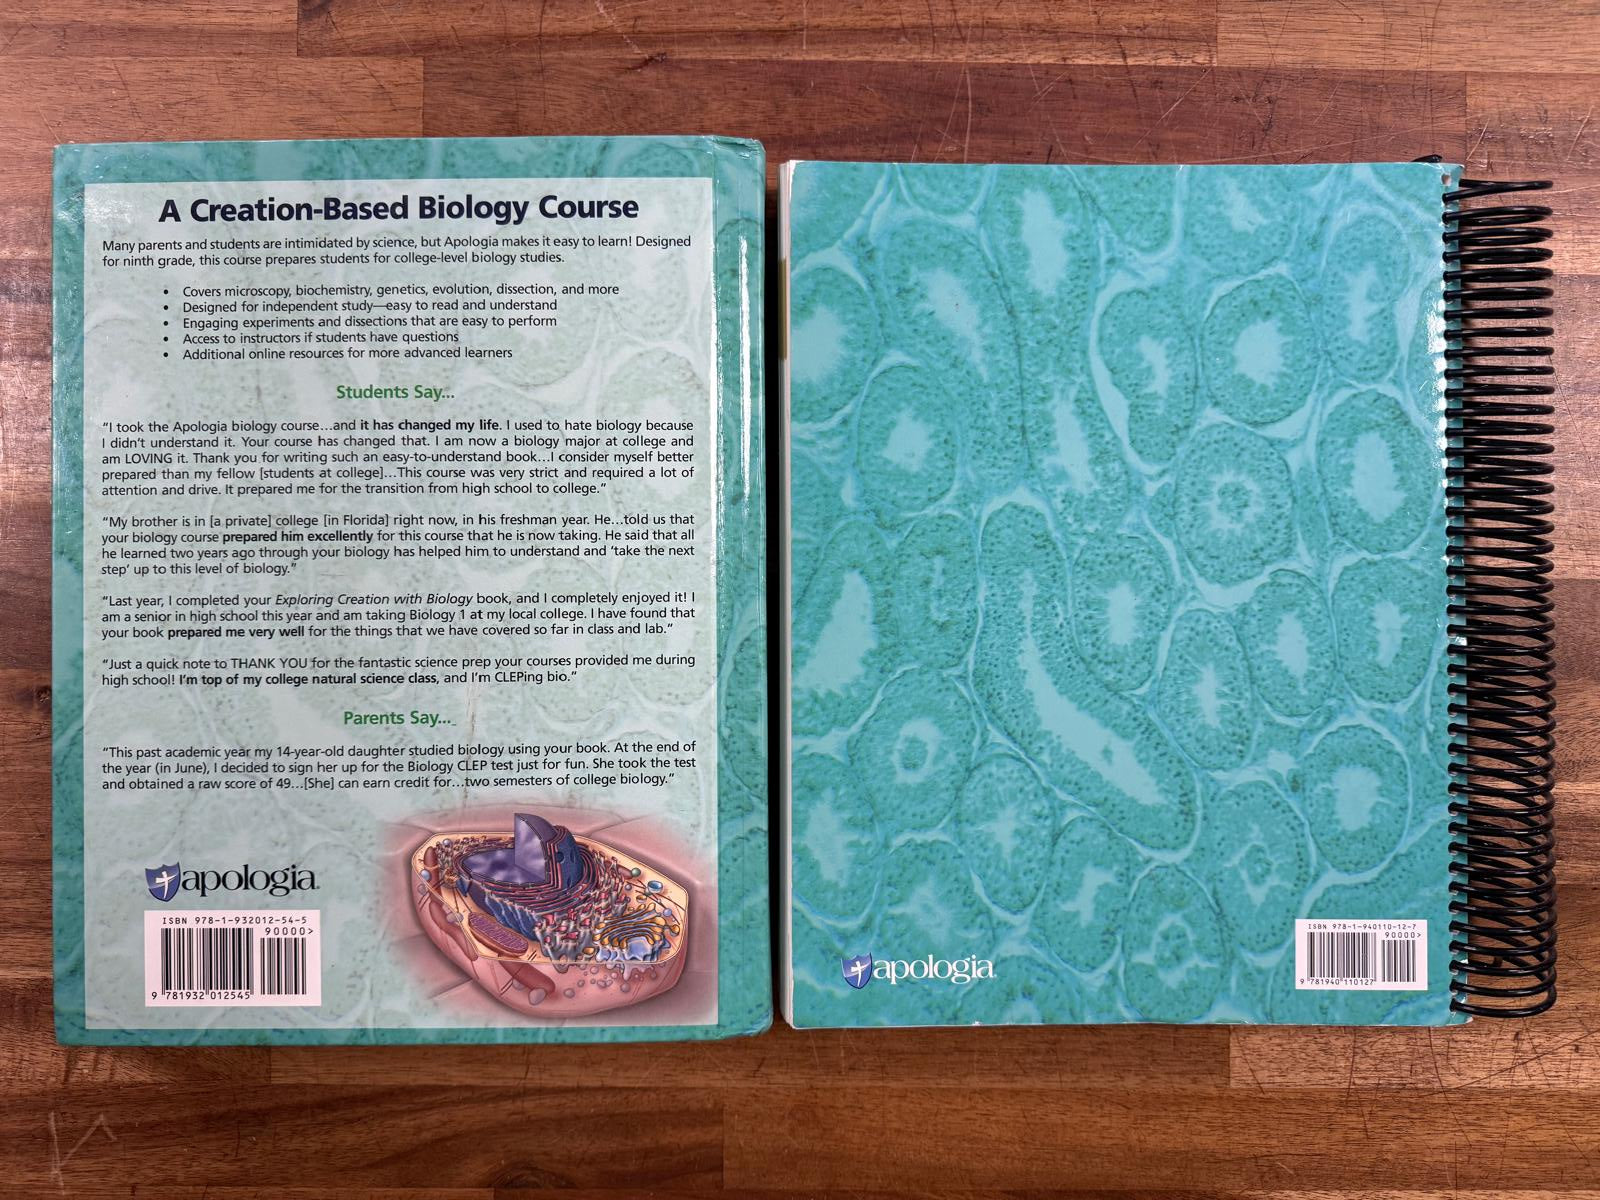 A Creation-Based Biology Course
Many parents and students are intimidated by science, but Apologia makes it easy to learn! Designed
for ninth grade, this course prepares students for college-level biology studies.
• Covers microscopy, biochemistry, genetics, evolution, dissection, and more
• Designed for independent study—easy to read and understand
• Engaging experiments and dissections that are easy to perform
• Access to instructors if students have questions
• Additional online resources for more advanced learners
Students Say...
“I took the Apologia biology course…and it has changed my life. I used to hate biology because
I didn’t understand it. Your course has changed that. I am now a biology major at college and
am LOVING it. Thank you for writing such an easy-to-understand book…I consider myself better
prepared than my fellow [students at college]…This course was very strict and required a lot of
attention and drive. It prepared me for the transition from high school to college.”
“My brother is in [a private] college [in Florida] right now, in his freshman year. He…told us that
your biology course prepared him excellently for this course that he is now taking. He said that all
he learned two years ago through your biology has helped him to understand and ‘take the next
step’ up to this level of biology.”
“Last year, I completed your Exploring Creation with Biology book, and I completely enjoyed it! I
am a senior in high school this year and am taking Biology 1 at my local college. I have found that
your book prepared me very well for the things that we have covered so far in class and lab.”
“Just a quick note to THANK YOU for the fantastic science prep your courses provided me during
high school! I’m top of my college natural science class, and I’m CLEPing bio.”
Parents Say...
“This past academic year my 14-year-old daughter studied biology using your book. At the end of
the year (in June), I decided to sign her up for the Biology CLEP test just for fun. She took the test
and obtained a raw score of 49…[She] can earn credit for…two semesters of college biology.”
apologia
ISBN 978-1-932012-54-5
90000>
9 781932 012545
apologia
ISBN 978-1-940110-12-7
90000>
9 781940 110127